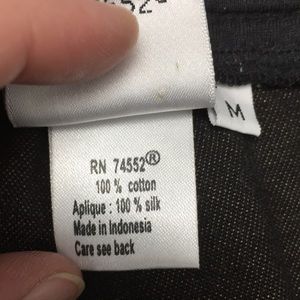 M
RN 74552®
100 % cotton
Aplique : 100 % silk
Made in Indonesia
Care see back